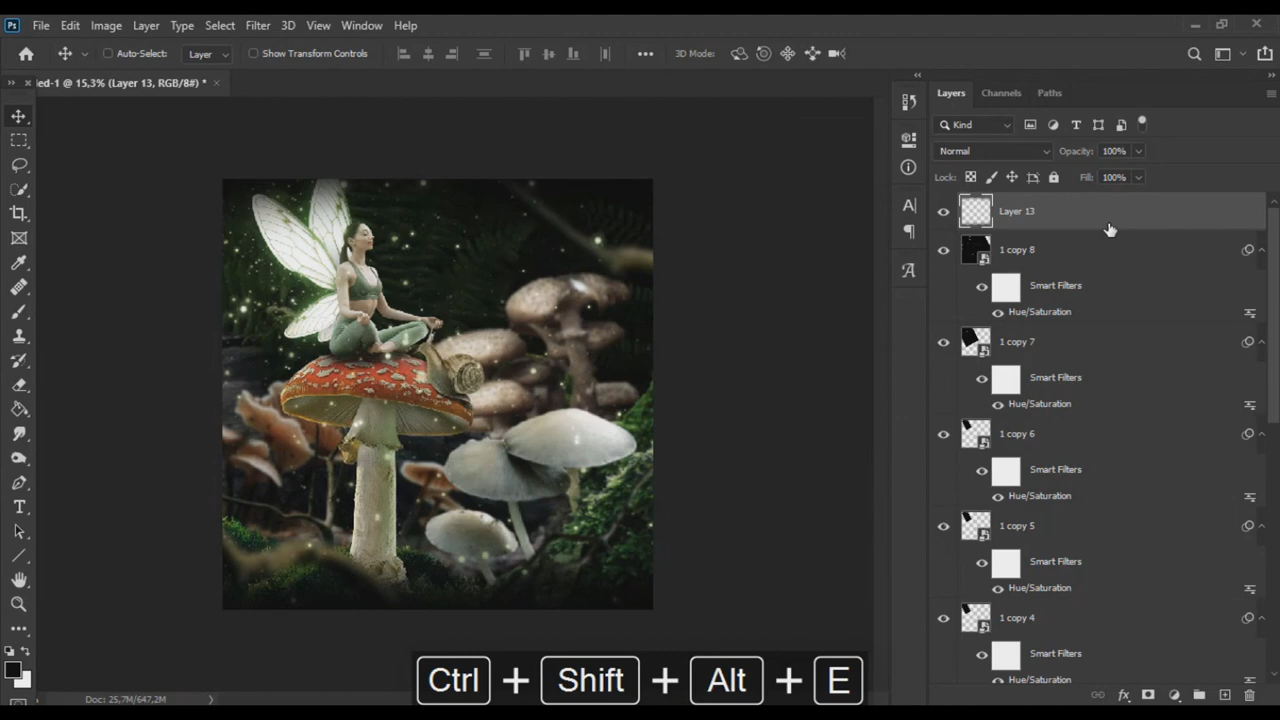 Ps File Edit Image Layer Type Select Filter 3D View Window Help
Auto-Select: Layer Show Transform Controls 3D Mode:
led-1 @ 15,3% (Layer 13, RGB/8#) *
Layers Channels Paths
Kind
Normal Opacity: 100%
Lock: Fill: 100%
Layer 13
1 copy 8
Smart Filters
Hue/Saturation
1 copy 7
Smart Filters
Hue/Saturation
1 copy 6
Smart Filters
Hue/Saturation
1 copy 5
Smart Filters
Hue/Saturation
1 copy 4
Smart Filters
Hue/Saturation
Ctrl + Shift + Alt + E
Doc: 25,7M/647,2M
fx